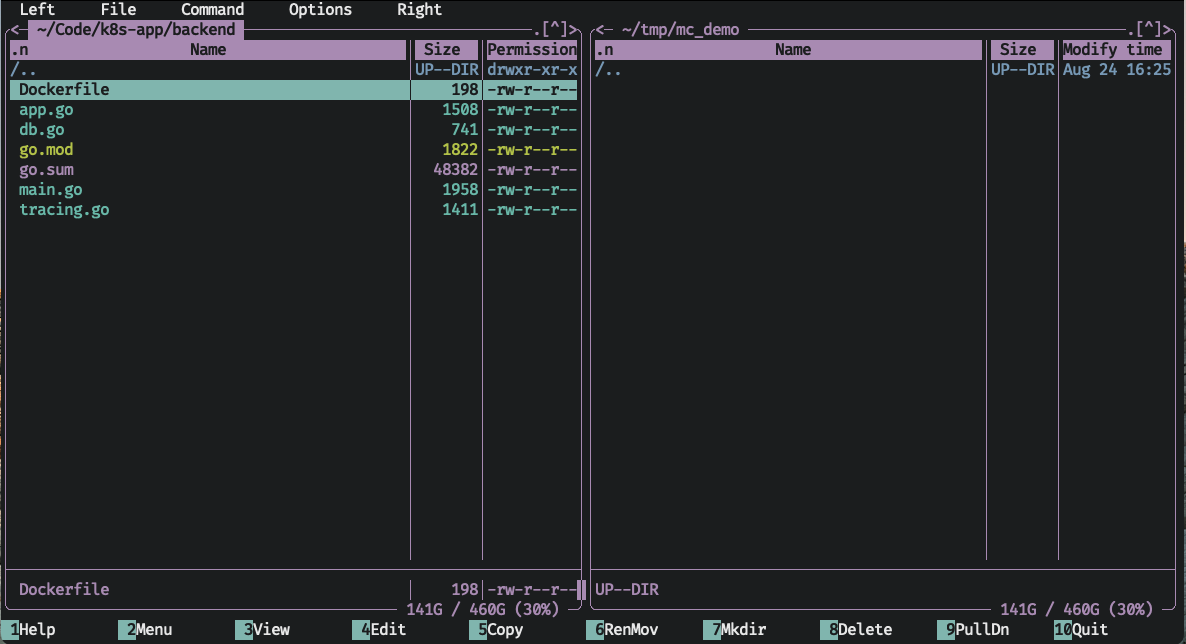 Left File Command Options Right
<─ ~/Code/k8s-app/backend .[^]>
.n Name Size Permission
/.. UP--DIR drwxr-xr-x
Dockerfile 198 -rw-r--r--
app.go 1508 -rw-r--r--
db.go 741 -rw-r--r--
go.mod 1822 -rw-r--r--
go.sum 48382 -rw-r--r--
main.go 1958 -rw-r--r--
tracing.go 1411 -rw-r--r--
Dockerfile 198 -rw-r--r--
141G / 460G (30%)
<─ ~/tmp/mc_demo .[^]>
.n Name Size Modify time
/.. UP--DIR Aug 24 16:25
UP--DIR
141G / 460G (30%)
1Help 2Menu 3View 4Edit 5Copy 6RenMov 7Mkdir 8Delete 9PullDn 10Quit